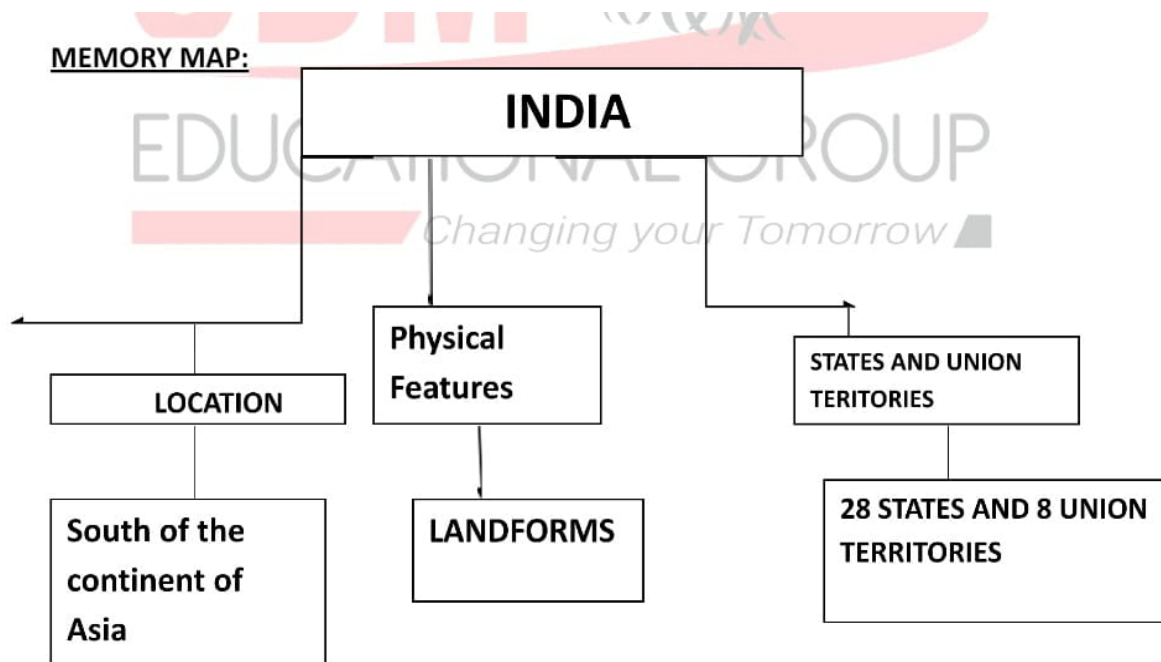 MEMORY MAP:
INDIA
EDUCATIONAL GROUP
Changing your Tomorrow
Physical
Features
STATES AND UNION
TERITORIES
LOCATION
28 STATES AND 8 UNION
TERRITORIES
LANDFORMS
South of the
continent of
Asia